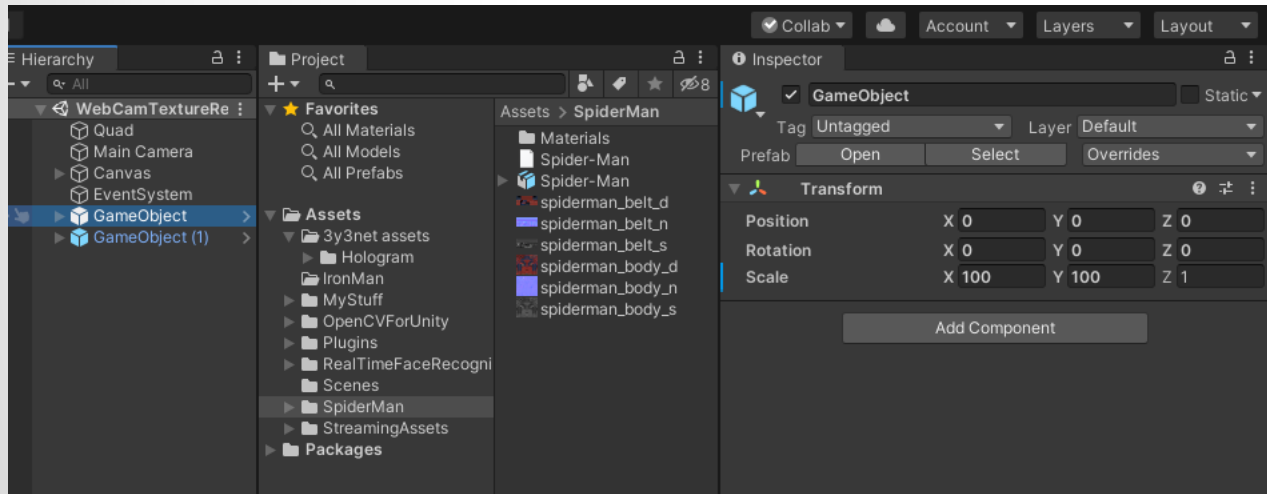 Collab
Account
Layers
Layout
Hierarchy
All
WebCamTextureRe
Quad
Main Camera
Canvas
EventSystem
GameObject
GameObject (1)
Project
8
Favorites
All Materials
All Models
All Prefabs
Assets
3y3net assets
Hologram
IronMan
MyStuff
OpenCVForUnity
Plugins
RealTimeFaceRecogni
Scenes
SpiderMan
StreamingAssets
Packages
Assets > SpiderMan
Materials
Spider-Man
Spider-Man
spiderman_belt_d
spiderman_belt_n
spiderman_belt_s
spiderman_body_d
spiderman_body_n
spiderman_body_s
Inspector
GameObject Static
Tag Untagged Layer Default
Prefab Open Select Overrides
Transform
Position X 0 Y 0 Z 0
Rotation X 0 Y 0 Z 0
Scale X 100 Y 100 Z 1
Add Component